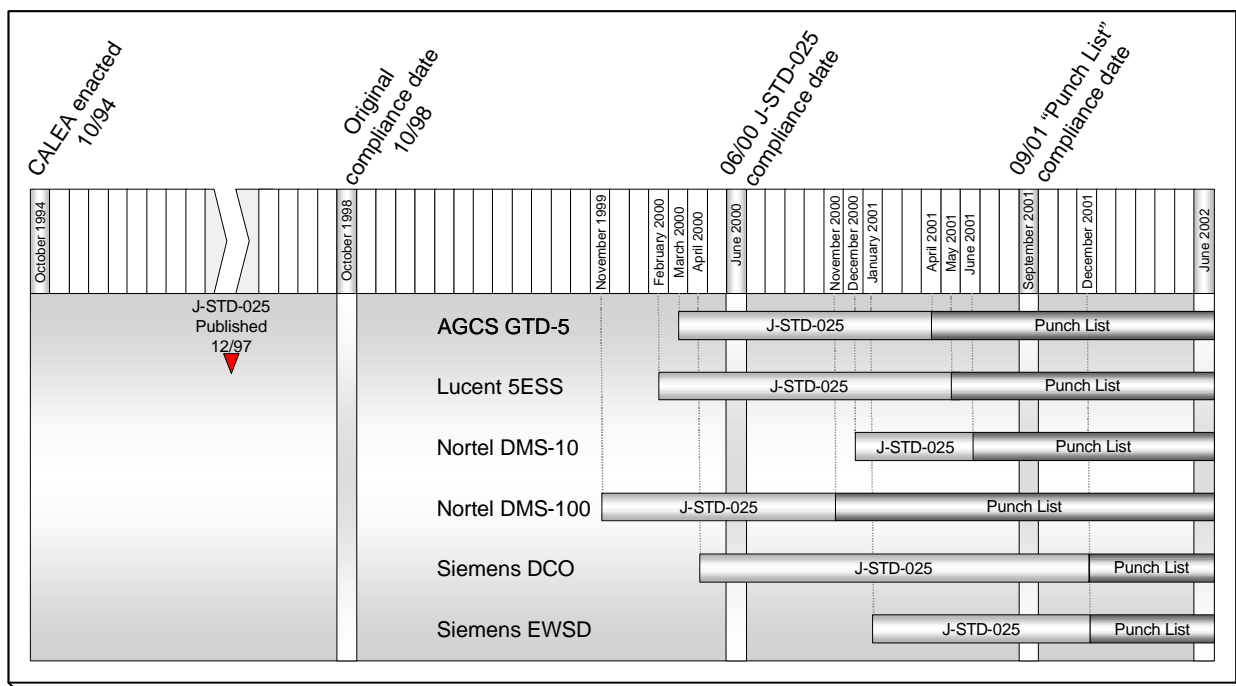 CALEA enacted
10/94
Original
compliance date
10/98
06/00 J-STD-025
compliance date
09/01 “Punch List”
compliance date
October 1994
October 1998
November 1999
February 2000
March 2000
April 2000
June 2000
November 2000
December 2000
January 2001
April 2001
May 2001
June 2001
September 2001
December 2001
June 2002
J-STD-025
Published
12/97
AGCS GTD-5
J-STD-025
Punch List
Lucent 5ESS
J-STD-025
Punch List
Nortel DMS-10
J-STD-025
Punch List
Nortel DMS-100
J-STD-025
Punch List
Siemens DCO
J-STD-025
Punch List
Siemens EWSD
J-STD-025
Punch List